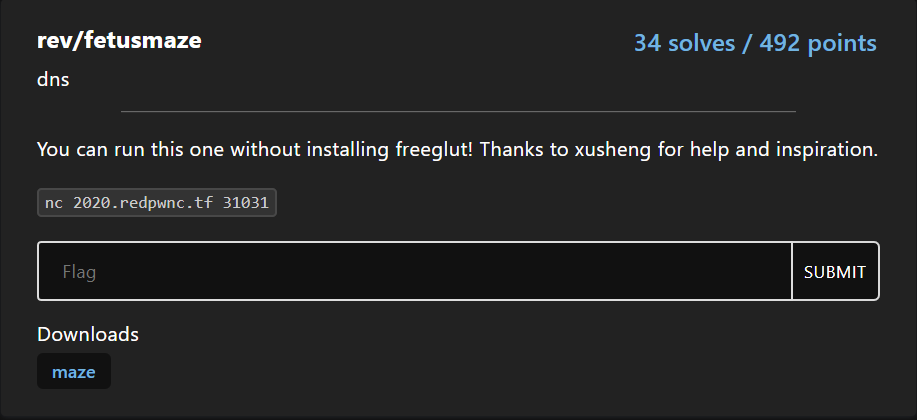 rev/fetusmaze
34 solves / 492 points
dns
You can run this one without installing freeglut! Thanks to xusheng for help and inspiration.
nc 2020.redpwnc.tf 31031
Flag
SUBMIT
Downloads
maze